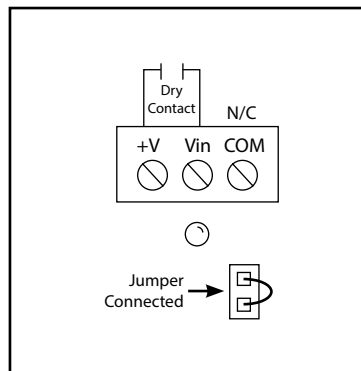 Dry
Contact
N/C
+V Vin COM
Jumper
Connected